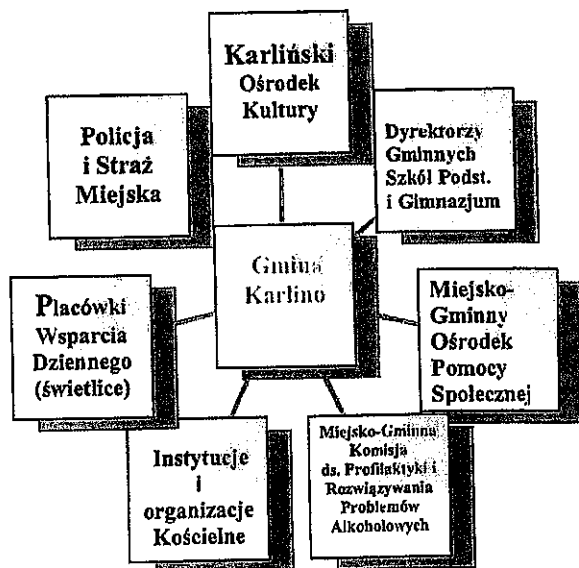 Karliński
Ośrodek
Kultury
Policja
i Straż
Miejska
Dyrektorzy
Gminnych
Szkół Podst.
i Gimnazjum
Gmina
Karlino
Placówki
Wsparcia
Dziennego
(świetlice)
Miejsko-
Gminny
Ośrodek
Pomocy
Społecznej
Instytucje
i
organizacje
Kościelne
Miejsko-Gminna
Komisja
ds. Profilaktyki i
Rozwiązywania
Problemów
Alkoholowych